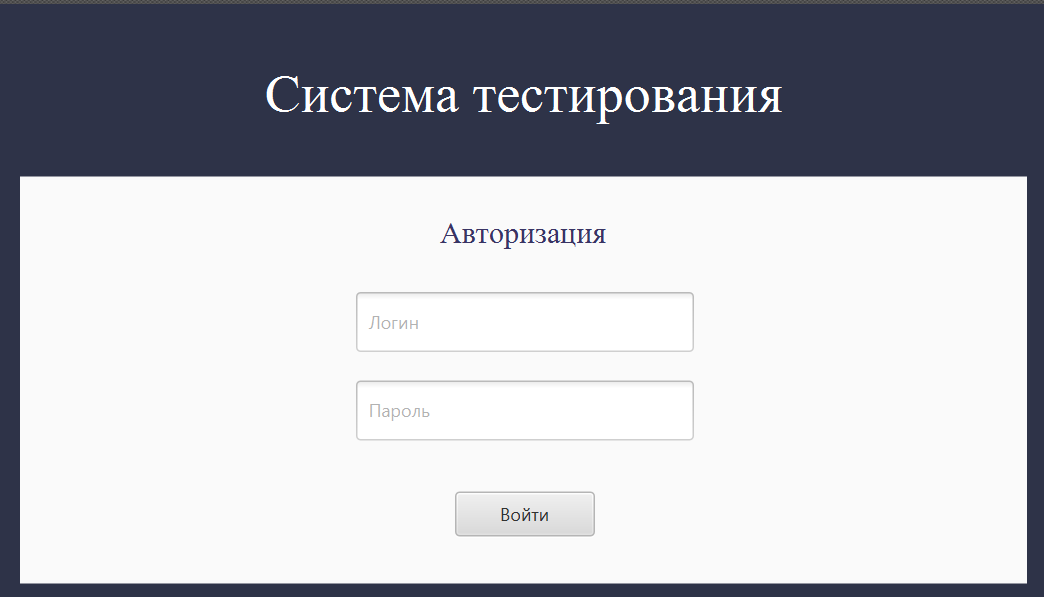 Система тестирования
Авторизация
Логин
Пароль
Войти